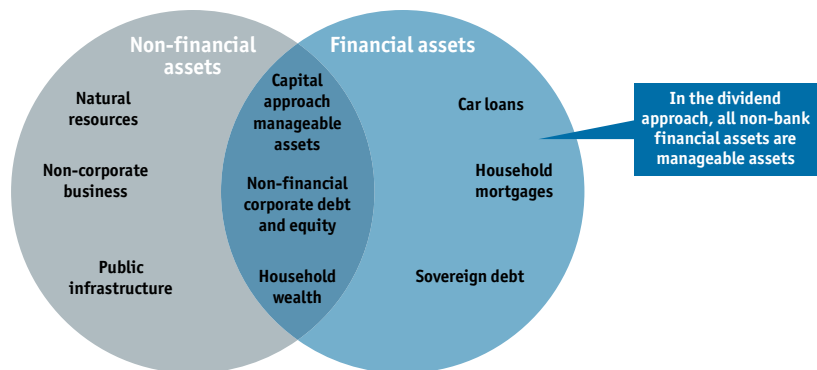 Non-financial
assets
Financial assets
Natural
resources
Non-corporate
business
Public
infrastructure
Capital
approach
manageable
assets
Non-financial
corporate debt
and equity
Household
wealth
Car loans
Household
mortgages
Sovereign debt
In the dividend
approach, all non-bank
financial assets are
manageable assets